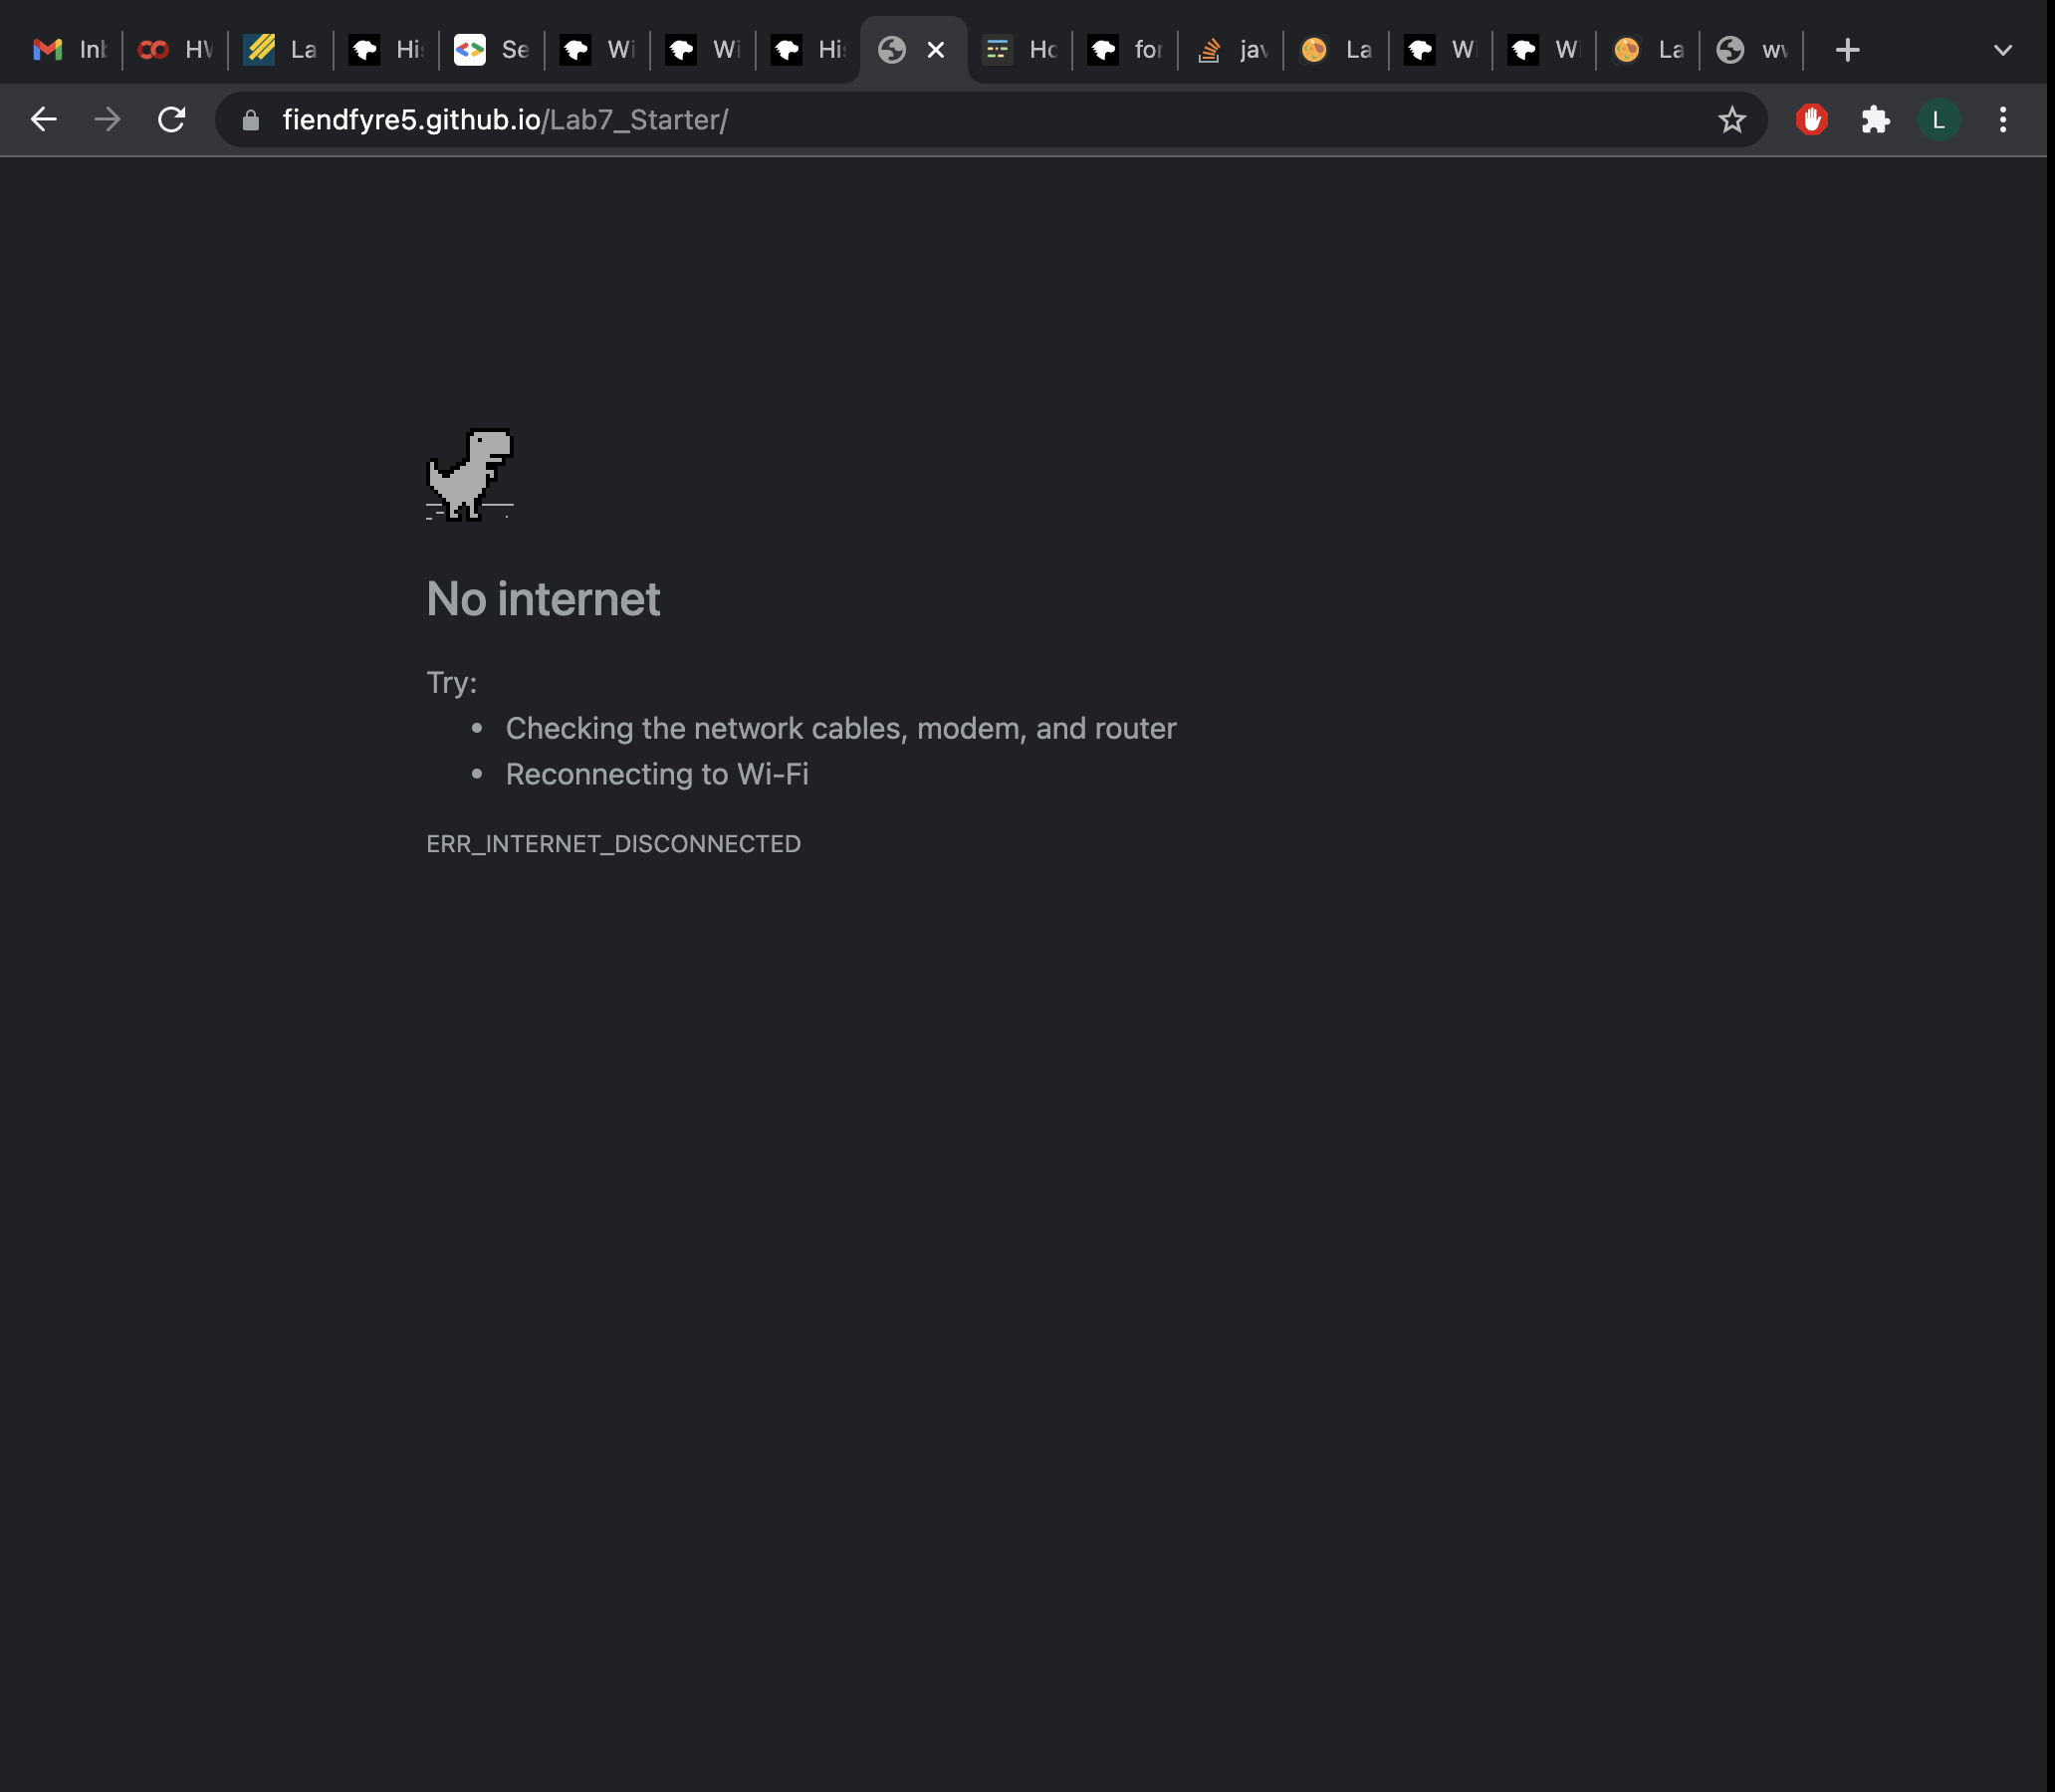 Inb HW La His Se Wi Wi His Ho for jav La W W La wv
fiendfyre5.github.io/Lab7_Starter/ L
No internet
Try:
Checking the network cables, modem, and router
Reconnecting to Wi-Fi
ERR_INTERNET_DISCONNECTED